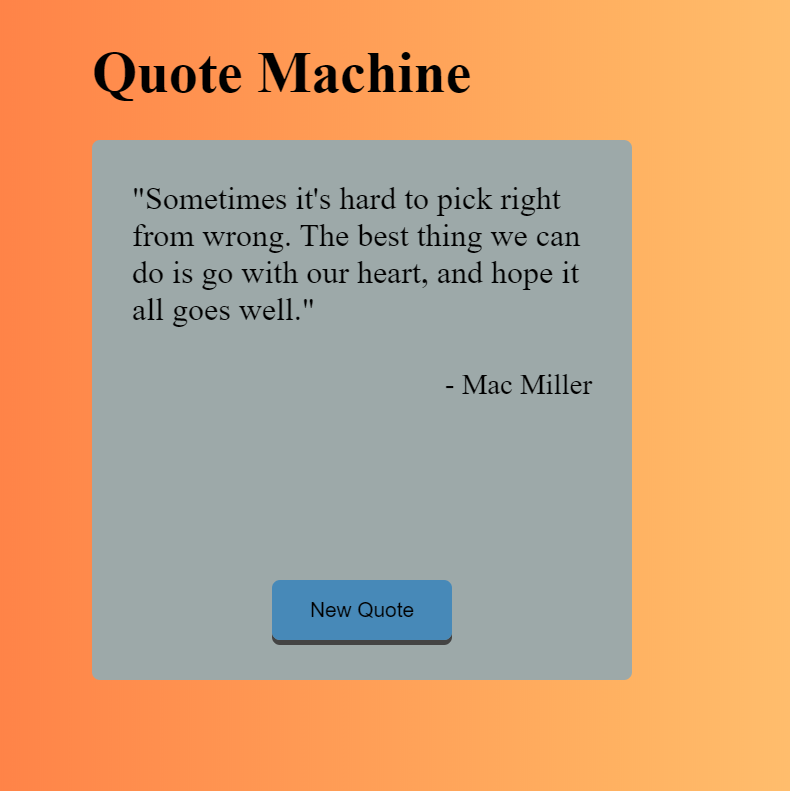 Quote Machine
"Sometimes it's hard to pick right
from wrong. The best thing we can
do is go with our heart, and hope it
all goes well."
- Mac Miller
New Quote